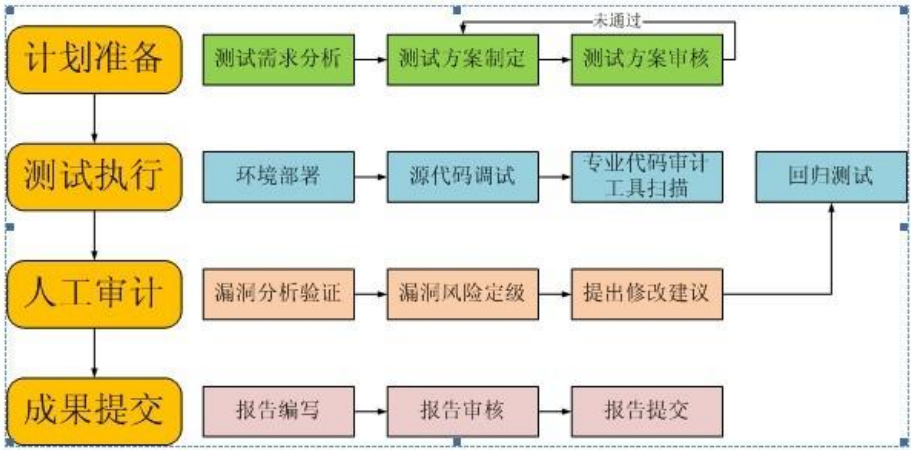 未通过
计划准备
测试需求分析
测试方案制定
测试方案审核
测试执行
环境部署
源代码调试
专业代码审计
工具扫描
回归测试
人工审计
漏洞分析验证
漏洞风险定级
提出修改建议
成果提交
报告编写
报告审核
报告提交